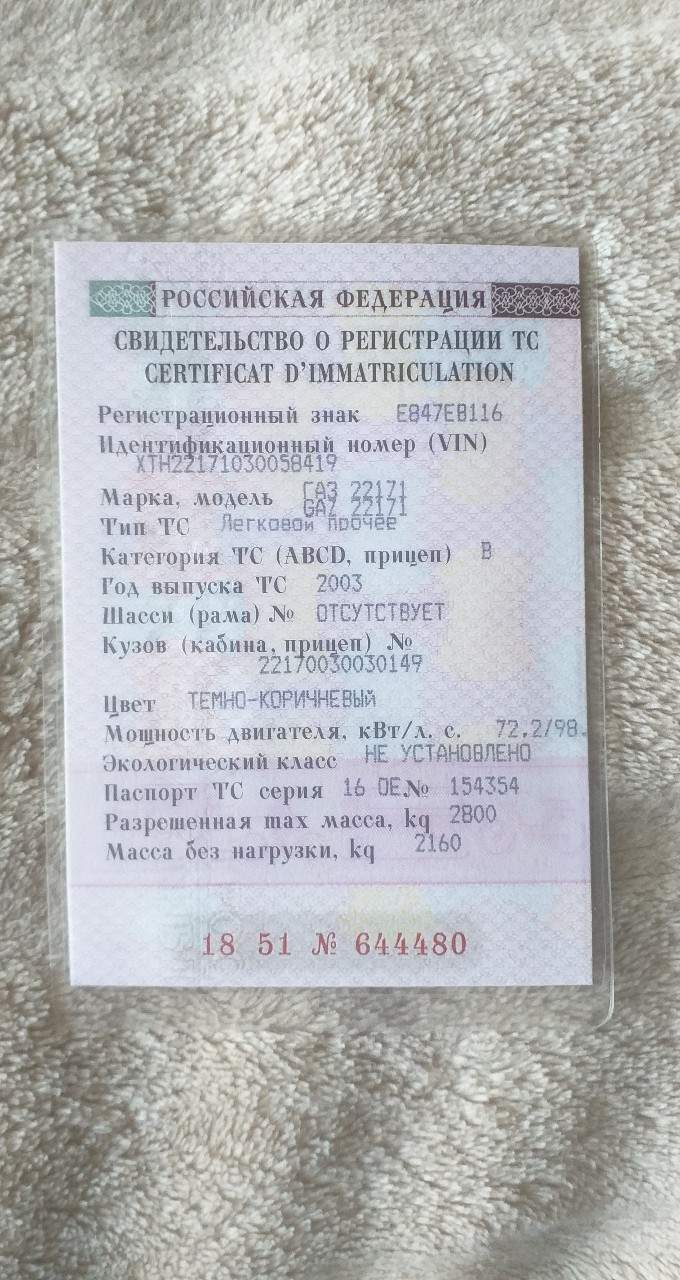 РОССИЙСКАЯ ФЕДЕРАЦИЯ
СВИДЕТЕЛЬСТВО О РЕГИСТРАЦИИ ТС
CERTIFICAT D'IMMATRICULATION
Регистрационный знак Е847ЕВ116
Идентификационный номер (VIN)
ХТН22171030058419
Марка, модель ГАЗ 22171
GAZ 22171
Тип ТС Легковой прочее
Категория ТС (ABCD, прицеп) В
Год выпуска ТС 2003
Шасси (рама) № ОТСУТСТВУЕТ
Кузов (кабина, прицеп) №
22170030030149
Цвет ТЕМНО-КОРИЧНЕВЫЙ
Мощность двигателя, кВт/л. с. 72.2/98.
Экологический класс НЕ УСТАНОВЛЕНО
Паспорт ТС серия 16 ОЕ № 154354
Разрешенная max масса, kg 2800
Масса без нагрузки, kg 2160
18 51 № 644480